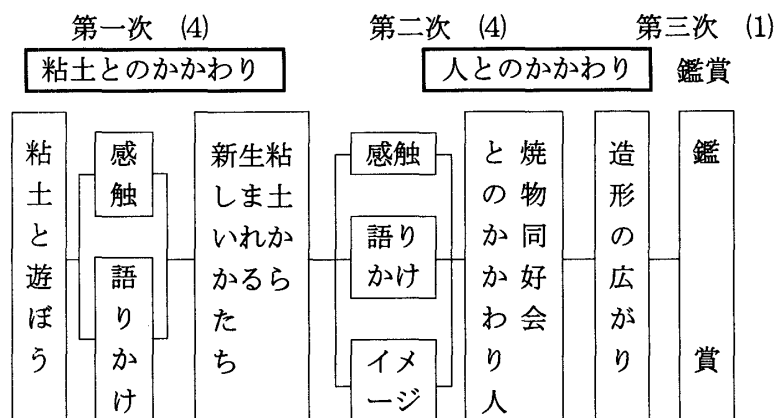 第一次 (4)
第二次 (4)
第三次 (1)
粘土とのかかわり
人とのかかわり
鑑賞
粘土と遊ぼう
感触
語りかけ
粘土から
生まれる
新しいかたち
感触
語り
かけ
イメ
ージ
焼物同好会
とのかかわり人
造形の広がり
鑑賞